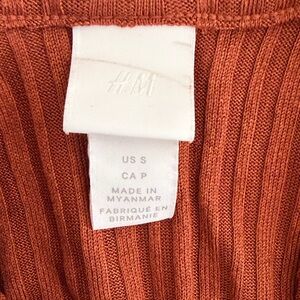 H&M
US S
CA P
MADE IN
MYANMAR
FABRIQUÉ EN
BIRMANIE